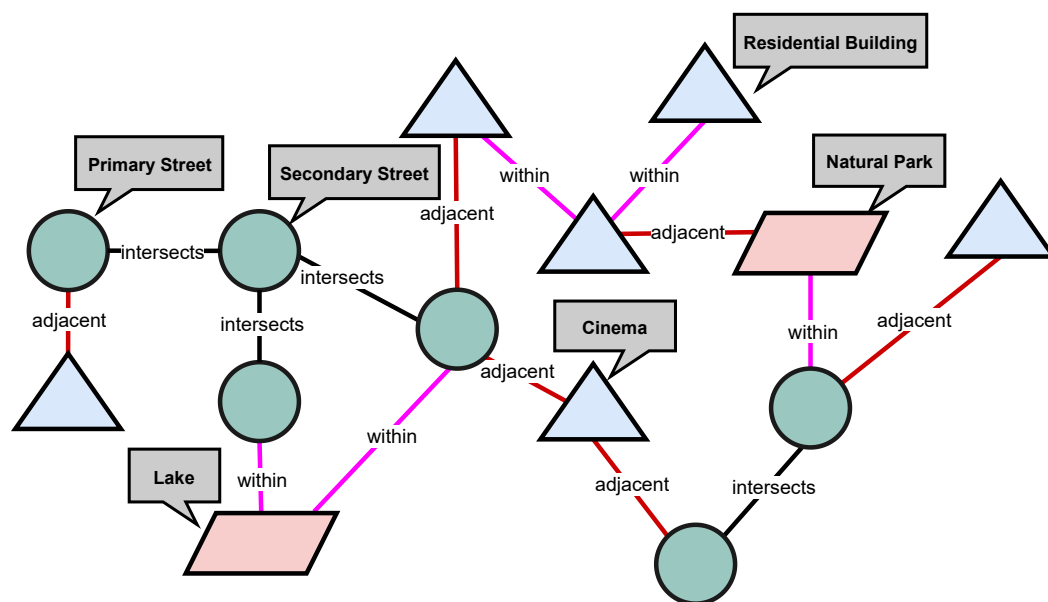 Residential Building
Primary Street
Secondary Street
Natural Park
within
within
adjacent
adjacent
intersects
intersects
adjacent
intersects
Cinema
within
adjacent
adjacent
within
Lake
within
adjacent
intersects